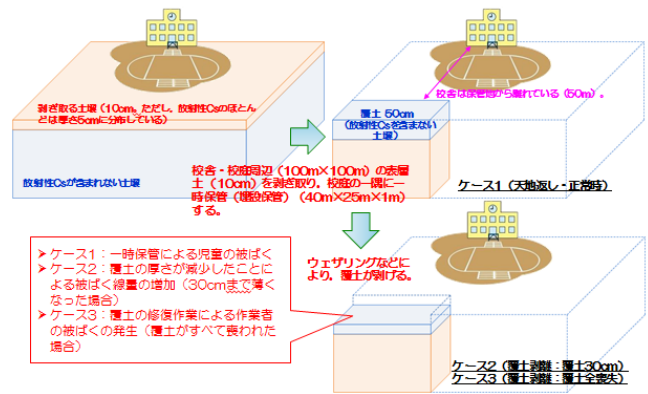 剥ぎ取る土壌（10cm。ただし，放射性Csのほとん
どは厚さ5cmに分布している）
放射性Csが含まれない土壌
校舎は保管場から離れている（50m）。
覆土 50cm
（放射性Csを含まない
土壌）
ケース1（天地返し・正常時）
校舎・校庭周辺（100m×100m）の表層
土（10cm）を剥ぎ取り，校庭の一隅に一
時保管（埋設保管）（40m×25m×1m）
する。
ウェザリングなどに
より，覆土が剥げる。
➢ケース1：一時保管による児童の被ばく
➢ケース2：覆土の厚さが減少したことに
よる被ばく線量の増加（30cmまで薄く
なった場合）
➢ケース3：覆土の修復作業による作業者
の被ばくの発生（覆土がすべて喪われた
場合）
ケース2（覆土剥離：覆土30cm）
ケース3（覆土剥離：覆土全喪失）